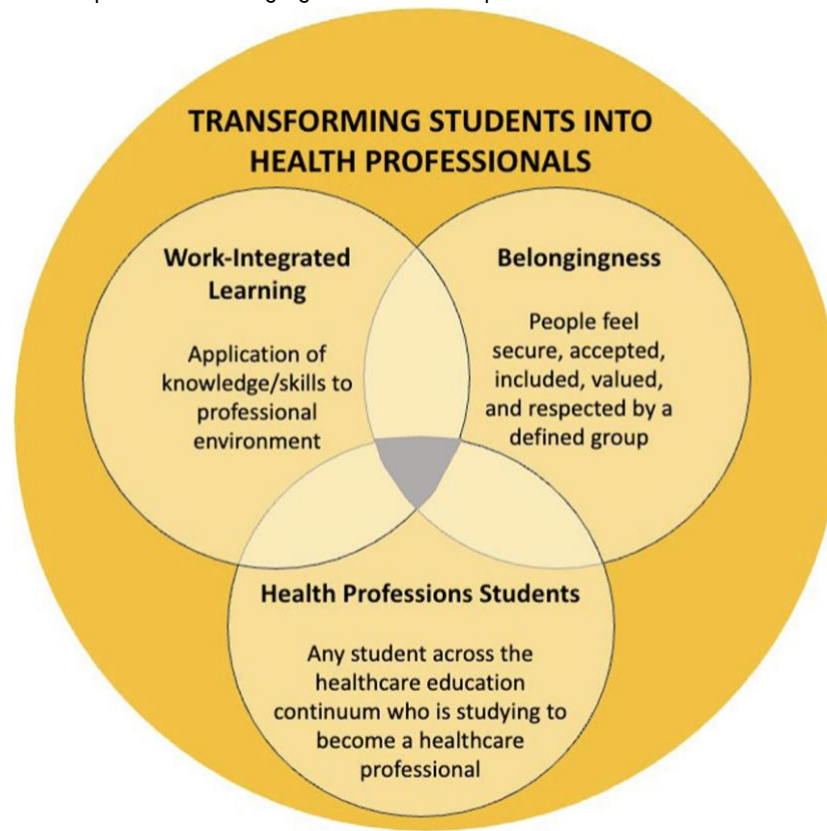 TRANSFORMING STUDENTS INTO
HEALTH PROFESSIONALS
Work-Integrated
Learning
Application of
knowledge/skills to
professional
environment
Belongingness
People feel
secure, accepted,
included, valued,
and respected by a
defined group
Health Professions Students
Any student across the
healthcare education
continuum who is studying to
become a healthcare
professional